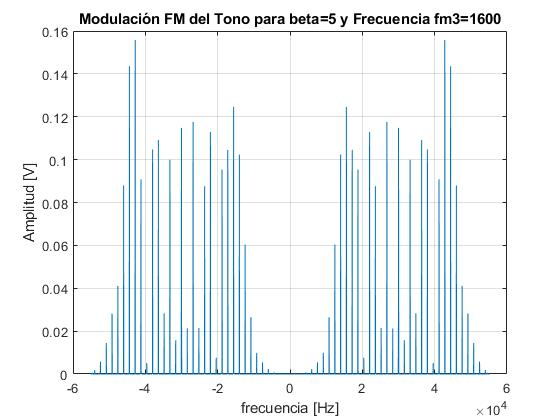 Modulación FM del Tono para beta=5 y Frecuencia fm3=1600
Amplitud [V]
0.16
0.14
0.12
0.1
0.08
0.06
0.04
0.02
0
-6 -4 -2 0 2 4 6
frecuencia [Hz]
×10^4